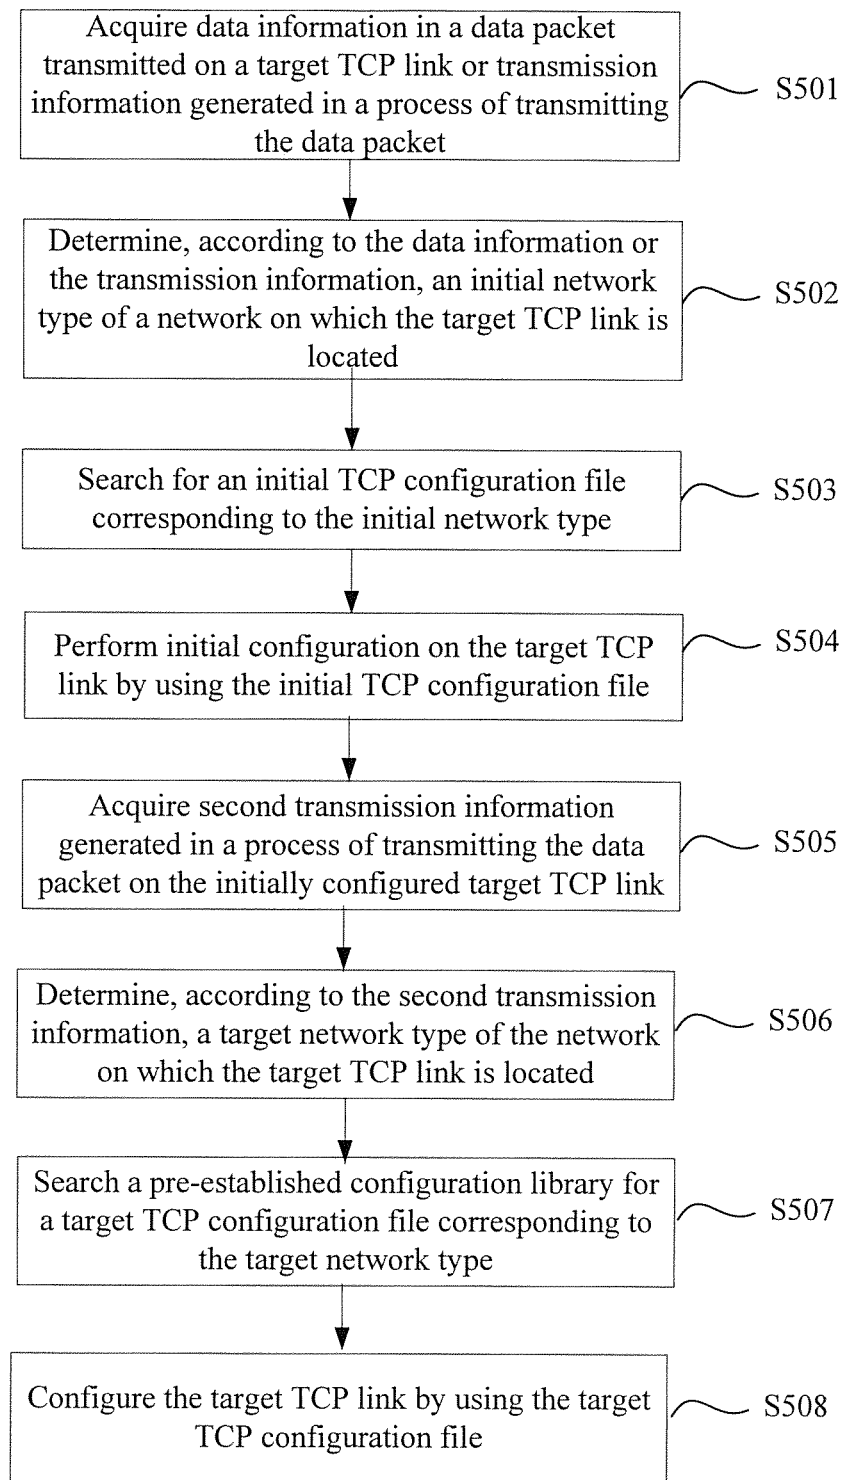 Acquire data information in a data packet
transmitted on a target TCP link or transmission
information generated in a process of transmitting
the data packet
S501
Determine, according to the data information or
the transmission information, an initial network
type of a network on which the target TCP link is
located
S502
Search for an initial TCP configuration file
corresponding to the initial network type
S503
Perform initial configuration on the target TCP
link by using the initial TCP configuration file
S504
Acquire second transmission information
generated in a process of transmitting the data
packet on the initially configured target TCP link
S505
Determine, according to the second transmission
information, a target network type of the network
on which the target TCP link is located
S506
Search a pre-established configuration library for
a target TCP configuration file corresponding to
the target network type
S507
Configure the target TCP link by using the target
TCP configuration file
S508